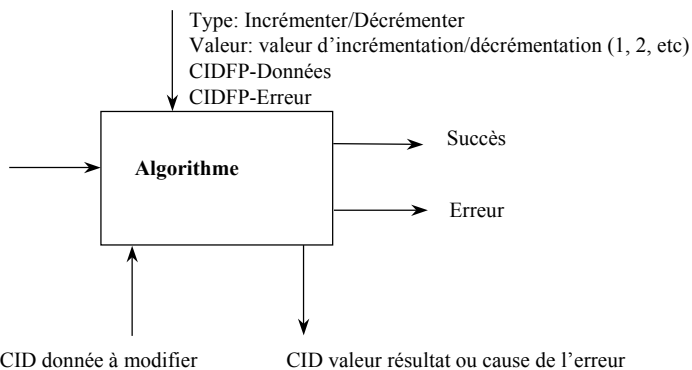 Type: Incrémenter/Décrémenter
Valeur: valeur d’incrémentation/décrémentation (1, 2, etc)
CIDFP-Données
CIDFP-Erreur
Succès
Algorithme
Erreur
CID donnée à modifier
CID valeur résultat ou cause de l’erreur